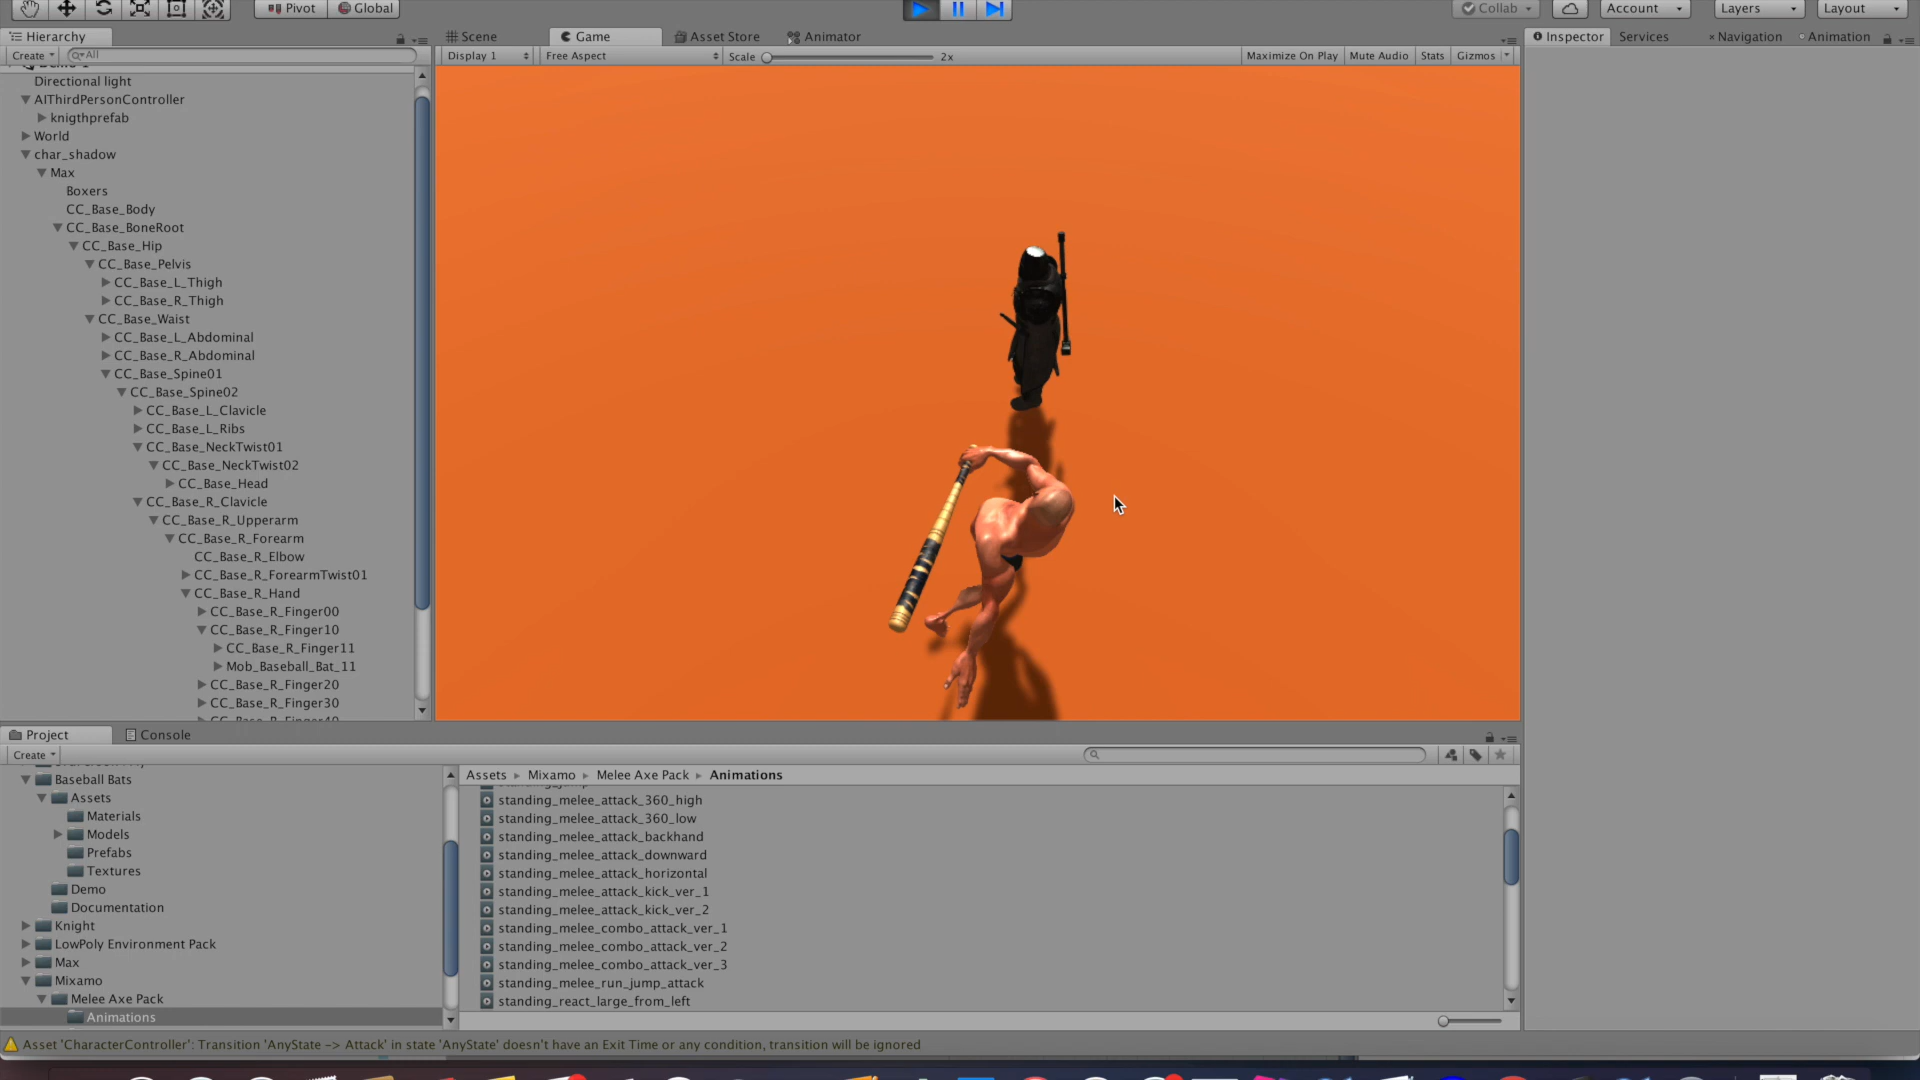 Pivot Global Collab Account Layers Layout
Hierarchy
Create All
Directional light
AIThirdPersonController
knigthprefab
World
char_shadow
Max
Boxers
CC_Base_Body
CC_Base_BoneRoot
CC_Base_Hip
CC_Base_Pelvis
CC_Base_L_Thigh
CC_Base_R_Thigh
CC_Base_Waist
CC_Base_L_Abdominal
CC_Base_R_Abdominal
CC_Base_Spine01
CC_Base_Spine02
CC_Base_L_Clavicle
CC_Base_L_Ribs
CC_Base_NeckTwist01
CC_Base_NeckTwist02
CC_Base_Head
CC_Base_R_Clavicle
CC_Base_R_Upperarm
CC_Base_R_Forearm
CC_Base_R_Elbow
CC_Base_R_ForearmTwist01
CC_Base_R_Hand
CC_Base_R_Finger00
CC_Base_R_Finger10
CC_Base_R_Finger11
Mob_Baseball_Bat_11
CC_Base_R_Finger20
CC_Base_R_Finger30
Scene Game Asset Store Animator
Display 1 Free Aspect Scale 2x Maximize On Play Mute Audio Stats Gizmos
Inspector Services Navigation Animation
Project Console
Create
Baseball Bats
Assets
Materials
Models
Prefabs
Textures
Demo
Documentation
Knight
LowPoly Environment Pack
Max
Mixamo
Melee Axe Pack
Animations
Assets Mixamo Melee Axe Pack Animations
standing_melee_attack_360_high
standing_melee_attack_360_low
standing_melee_attack_backhand
standing_melee_attack_downward
standing_melee_attack_horizontal
standing_melee_attack_kick_ver_1
standing_melee_attack_kick_ver_2
standing_melee_combo_attack_ver_1
standing_melee_combo_attack_ver_2
standing_melee_combo_attack_ver_3
standing_melee_run_jump_attack
standing_react_large_from_left
Asset 'CharacterController': Transition 'AnyState -> Attack' in state 'AnyState' doesn't have an Exit Time or any condition, transition will be ignored